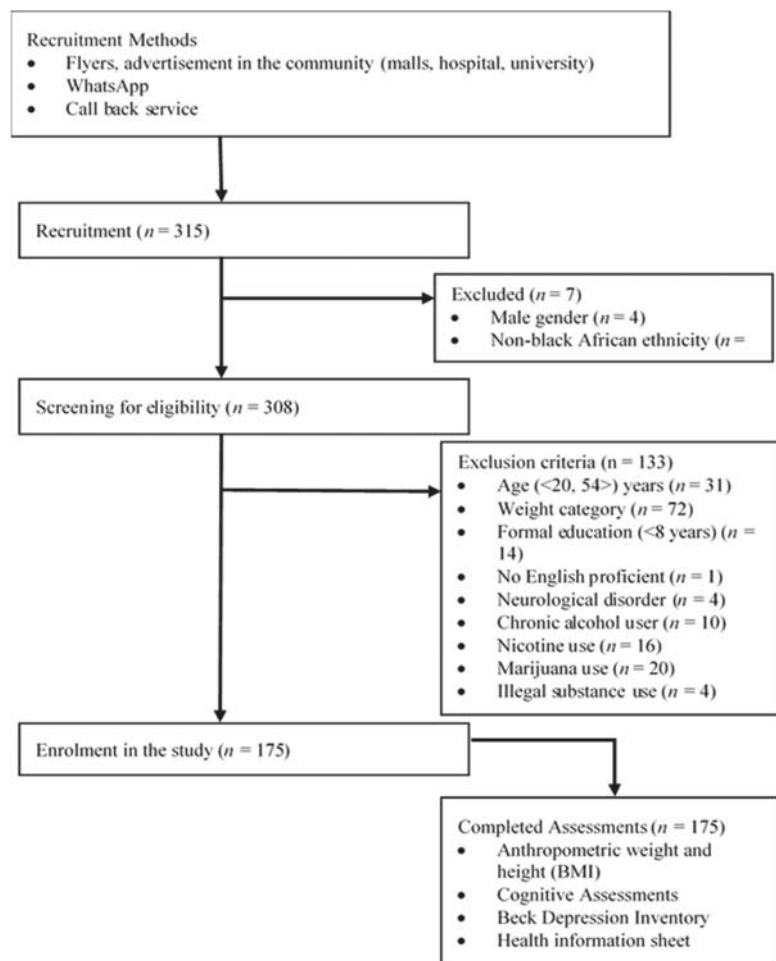 Recruitment Methods
• Flyers, advertisement in the community (malls, hospital, university)
• WhatsApp
• Call back service
Recruitment (n = 315)
Excluded (n = 7)
• Male gender (n = 4)
• Non-black African ethnicity (n =
Screening for eligibility (n = 308)
Exclusion criteria (n = 133)
• Age (<20, 54>) years (n = 31)
• Weight category (n = 72)
• Formal education (<8 years) (n =
14)
• No English proficient (n = 1)
• Neurological disorder (n = 4)
• Chronic alcohol user (n = 10)
• Nicotine use (n = 16)
• Marijuana use (n = 20)
• Illegal substance use (n = 4)
Enrolment in the study (n = 175)
Completed Assessments (n = 175)
• Anthropometric weight and
height (BMI)
• Cognitive Assessments
• Beck Depression Inventory
• Health information sheet